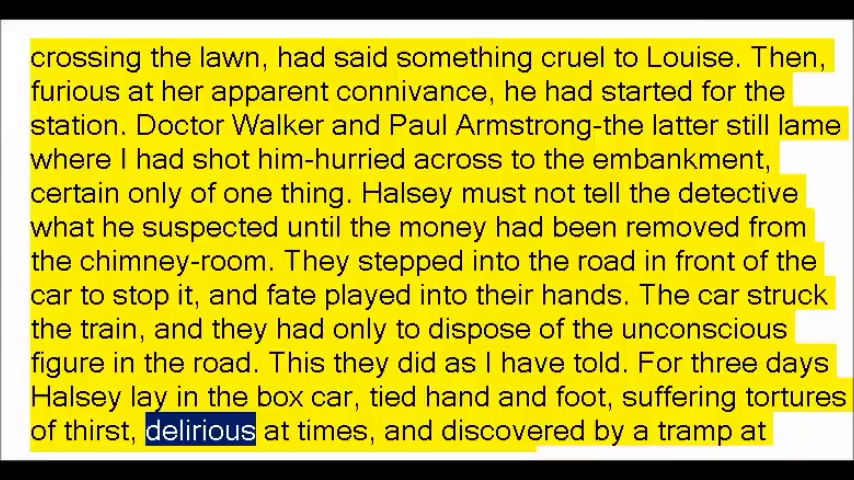 crossing the lawn, had said something cruel to Louise. Then,
furious at her apparent connivance, he had started for the
station. Doctor Walker and Paul Armstrong-the latter still lame
where I had shot him-hurried across to the embankment,
certain only of one thing. Halsey must not tell the detective
what he suspected until the money had been removed from
the chimney-room. They stepped into the road in front of the
car to stop it, and fate played into their hands. The car struck
the train, and they had only to dispose of the unconscious
figure in the road. This they did as I have told. For three days
Halsey lay in the box car, tied hand and foot, suffering tortures
of thirst, delirious at times, and discovered by a tramp at